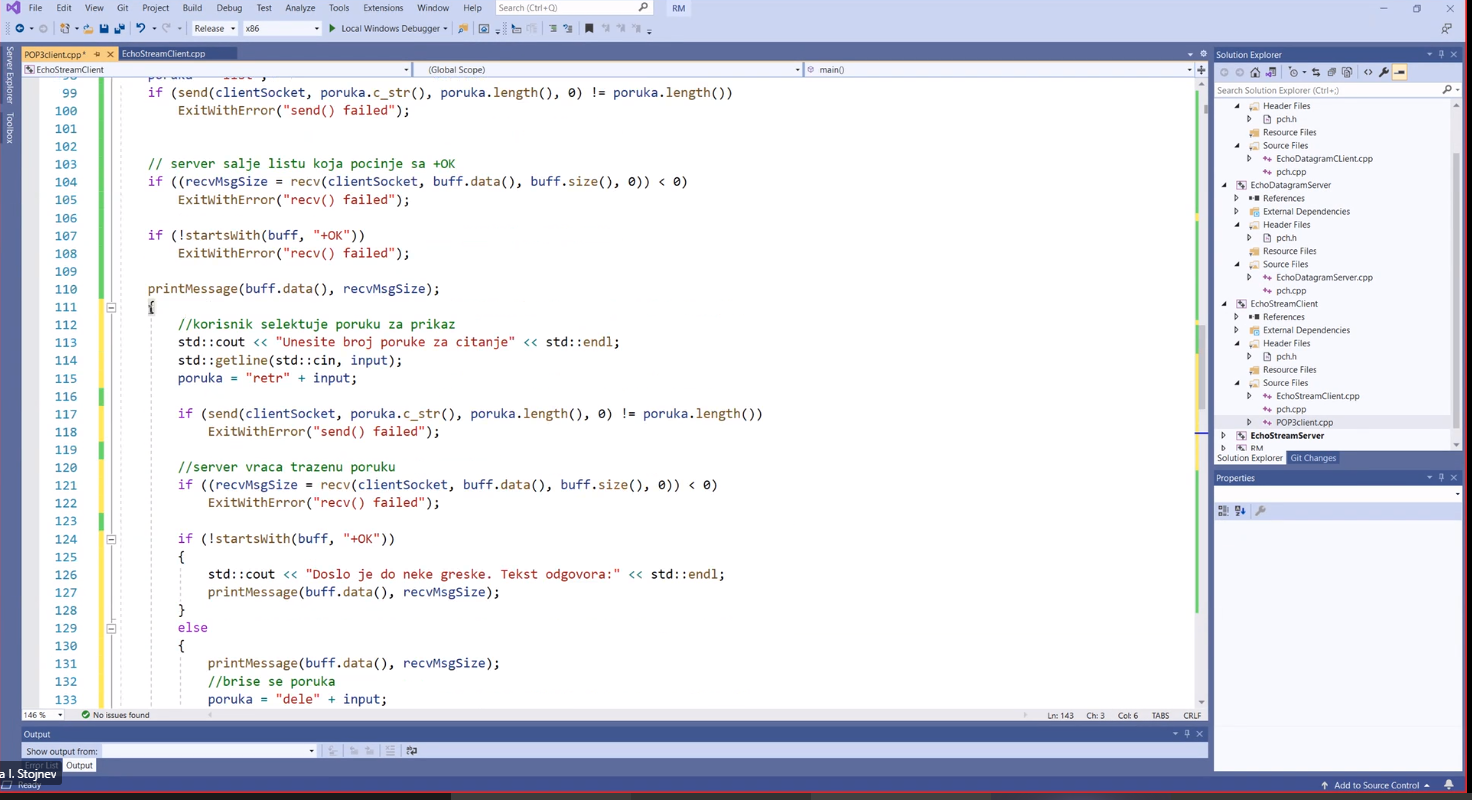 File Edit View Git Project Build Debug Test Analyze Tools Extensions Window Help Search (Ctrl+Q) RM
Release x86 Local Windows Debugger
POP3client.cpp* EchoStreamClient.cpp
EchoStreamClient (Global Scope) main()
Server Explorer
Toolbox
99 if (send(clientSocket, poruka.c_str(), poruka.length(), 0) != poruka.length())
100 ExitWithError("send() failed");
101
102
103 // server salje listu koja pocinje sa +OK
104 if ((recvMsgSize = recv(clientSocket, buff.data(), buff.size(), 0)) < 0)
105 ExitWithError("recv() failed");
106
107 if (!startsWith(buff, "+OK"))
108 ExitWithError("recv() failed");
109
110 printMessage(buff.data(), recvMsgSize);
111 {
112 //korisnik selektuje poruku za prikaz
113 std::cout << "Unesite broj poruke za citanje" << std::endl;
114 std::getline(std::cin, input);
115 poruka = "retr" + input;
116
117 if (send(clientSocket, poruka.c_str(), poruka.length(), 0) != poruka.length())
118 ExitWithError("send() failed");
119
120 //server vraca trazenu poruku
121 if ((recvMsgSize = recv(clientSocket, buff.data(), buff.size(), 0)) < 0)
122 ExitWithError("recv() failed");
123
124 if (!startsWith(buff, "+OK"))
125 {
126 std::cout << "Doslo je do neke greske. Tekst odgovora:" << std::endl;
127 printMessage(buff.data(), recvMsgSize);
128 }
129 else
130 {
131 printMessage(buff.data(), recvMsgSize);
132 //brise se poruka
133 poruka = "dele" + input;
146 % No issues found Ln: 143 Ch: 3 Col: 6 TABS CRLF
Output
Show output from:
Error List Output
a I. Stojnev
Ready Add to Source Control
Solution Explorer
Search Solution Explorer (Ctrl+;)
Header Files
pch.h
Resource Files
Source Files
EchoDatagramCLient.cpp
pch.cpp
EchoDatagramServer
References
External Dependencies
Header Files
pch.h
Resource Files
Source Files
EchoDatagramServer.cpp
pch.cpp
EchoStreamClient
References
External Dependencies
Header Files
pch.h
Resource Files
Source Files
EchoStreamClient.cpp
pch.cpp
POP3client.cpp
EchoStreamServer
RM
Solution Explorer Git Changes
Properties